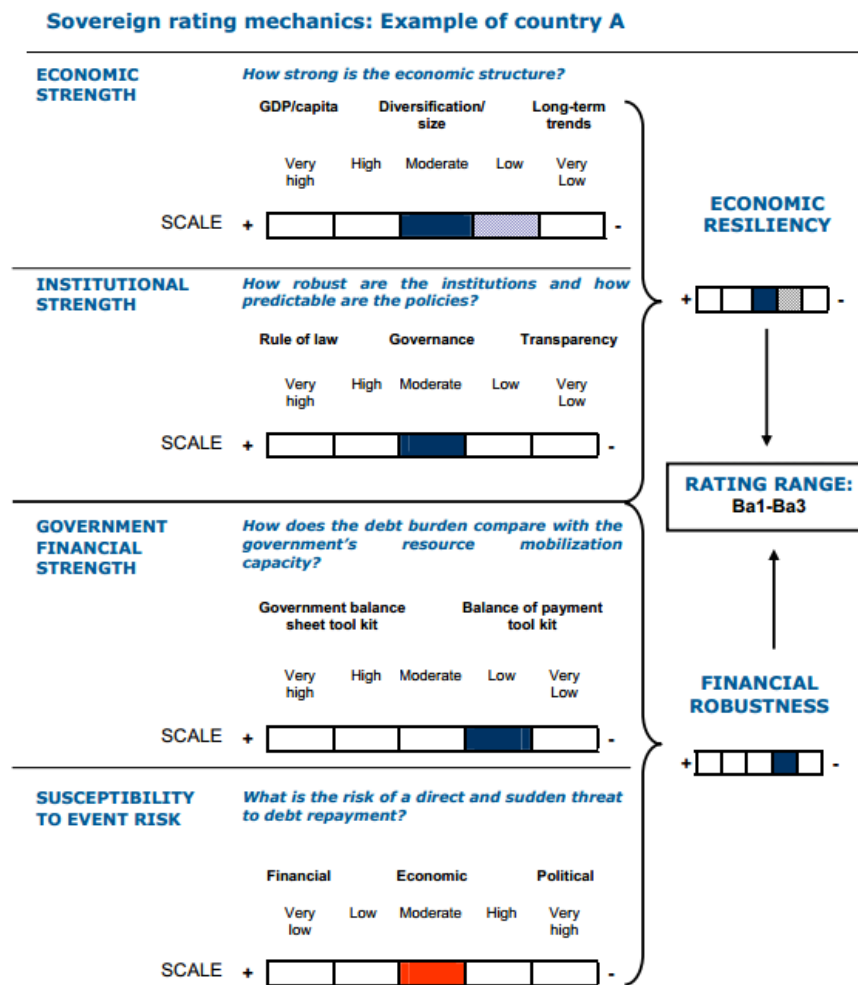 Sovereign rating mechanics: Example of country A
ECONOMIC
STRENGTH
How strong is the economic structure?
GDP/capita
Diversification/
size
Long-term
trends
Very
high
High
Moderate
Low
Very
Low
SCALE
+
-
INSTITUTIONAL
STRENGTH
How robust are the institutions and how
predictable are the policies?
Rule of law
Governance
Transparency
Very
high
High
Moderate
Low
Very
Low
SCALE
+
-
GOVERNMENT
FINANCIAL
STRENGTH
How does the debt burden compare with the
government's resource mobilization
capacity?
Government balance
sheet tool kit
Balance of payment
tool kit
Very
high
High
Moderate
Low
Very
Low
SCALE
+
-
SUSCEPTIBILITY
TO EVENT RISK
What is the risk of a direct and sudden threat
to debt repayment?
Financial
Economic
Political
Very
low
Low
Moderate
High
Very
high
SCALE
+
-
ECONOMIC
RESILIENCY
+
-
RATING RANGE:
Ba1-Ba3
FINANCIAL
ROBUSTNESS
+
-